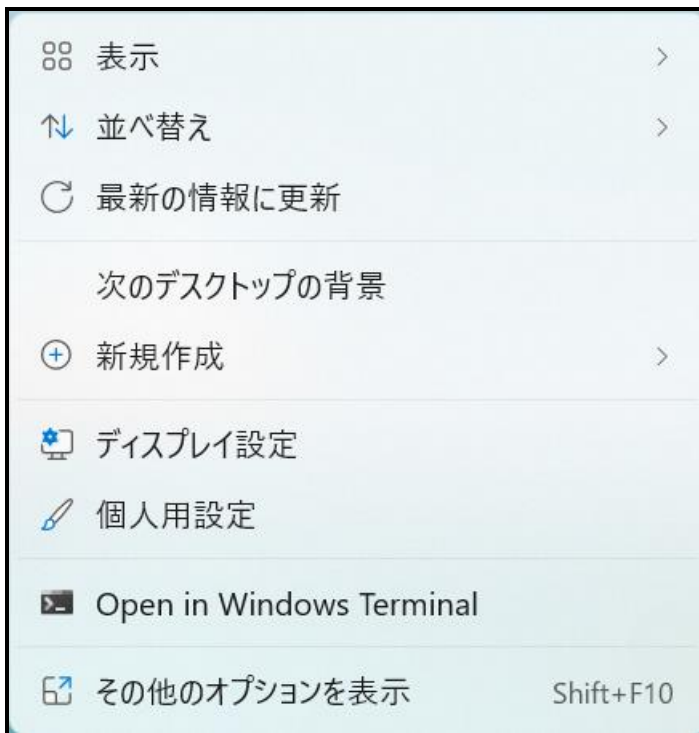 表示
並べ替え
最新の情報に更新
次のデスクトップの背景
新規作成
ディスプレイ設定
個人用設定
Open in Windows Terminal
その他のオプションを表示 Shift+F10